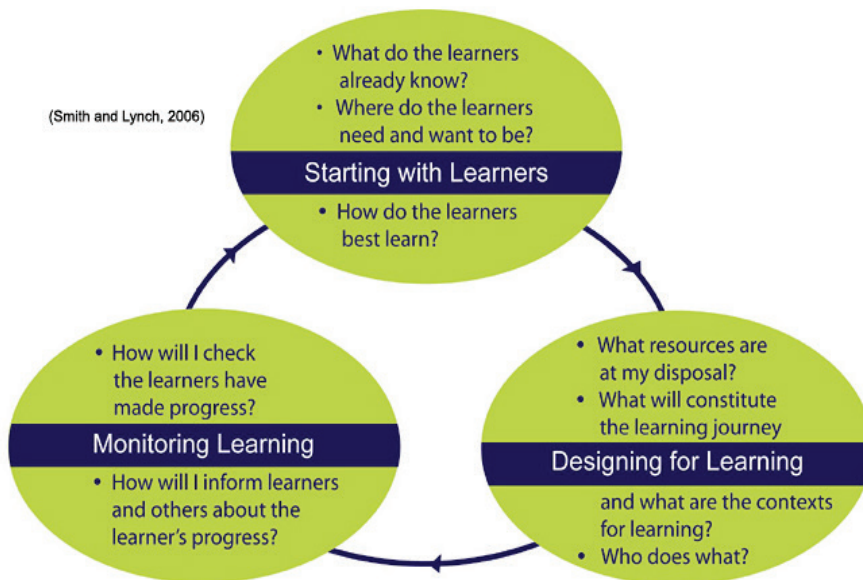 • What do the learners
already know?
• Where do the learners
need and want to be?
(Smith and Lynch, 2006)
Starting with Learners
• How do the learners
best learn?
• What resources are
at my disposal?
• What will constitute
the learning journey
Designing for Learning
and what are the contexts
for learning?
• Who does what?
• How will I check
the learners have
made progress?
Monitoring Learning
• How will I inform learners
and others about the
learner's progress?